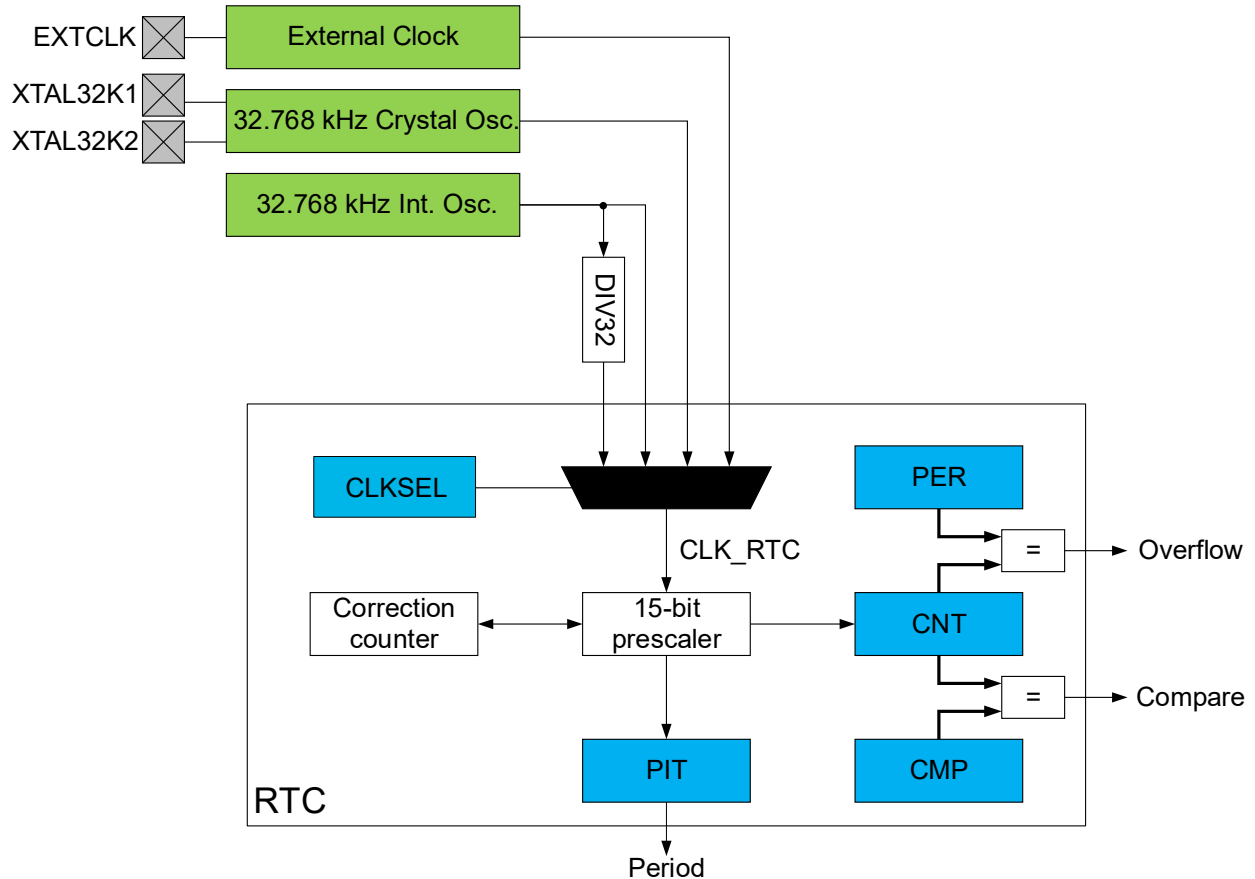 EXTCLK
External Clock
XTAL32K1
XTAL32K2
32.768 kHz Crystal Osc.
32.768 kHz Int. Osc.
DIV32
CLKSEL
PER
CLK_RTC
=
Overflow
Correction
counter
15-bit
prescaler
CNT
=
Compare
PIT
CMP
RTC
Period